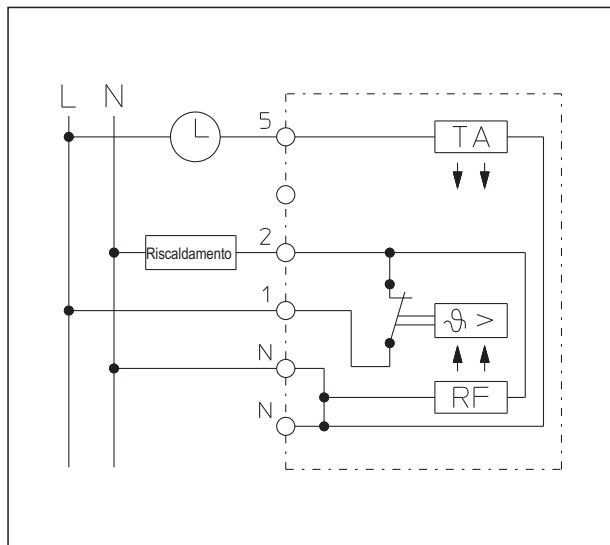 L N
5
TA
2
Riscaldamento
1
ϑ >
N
RF
N